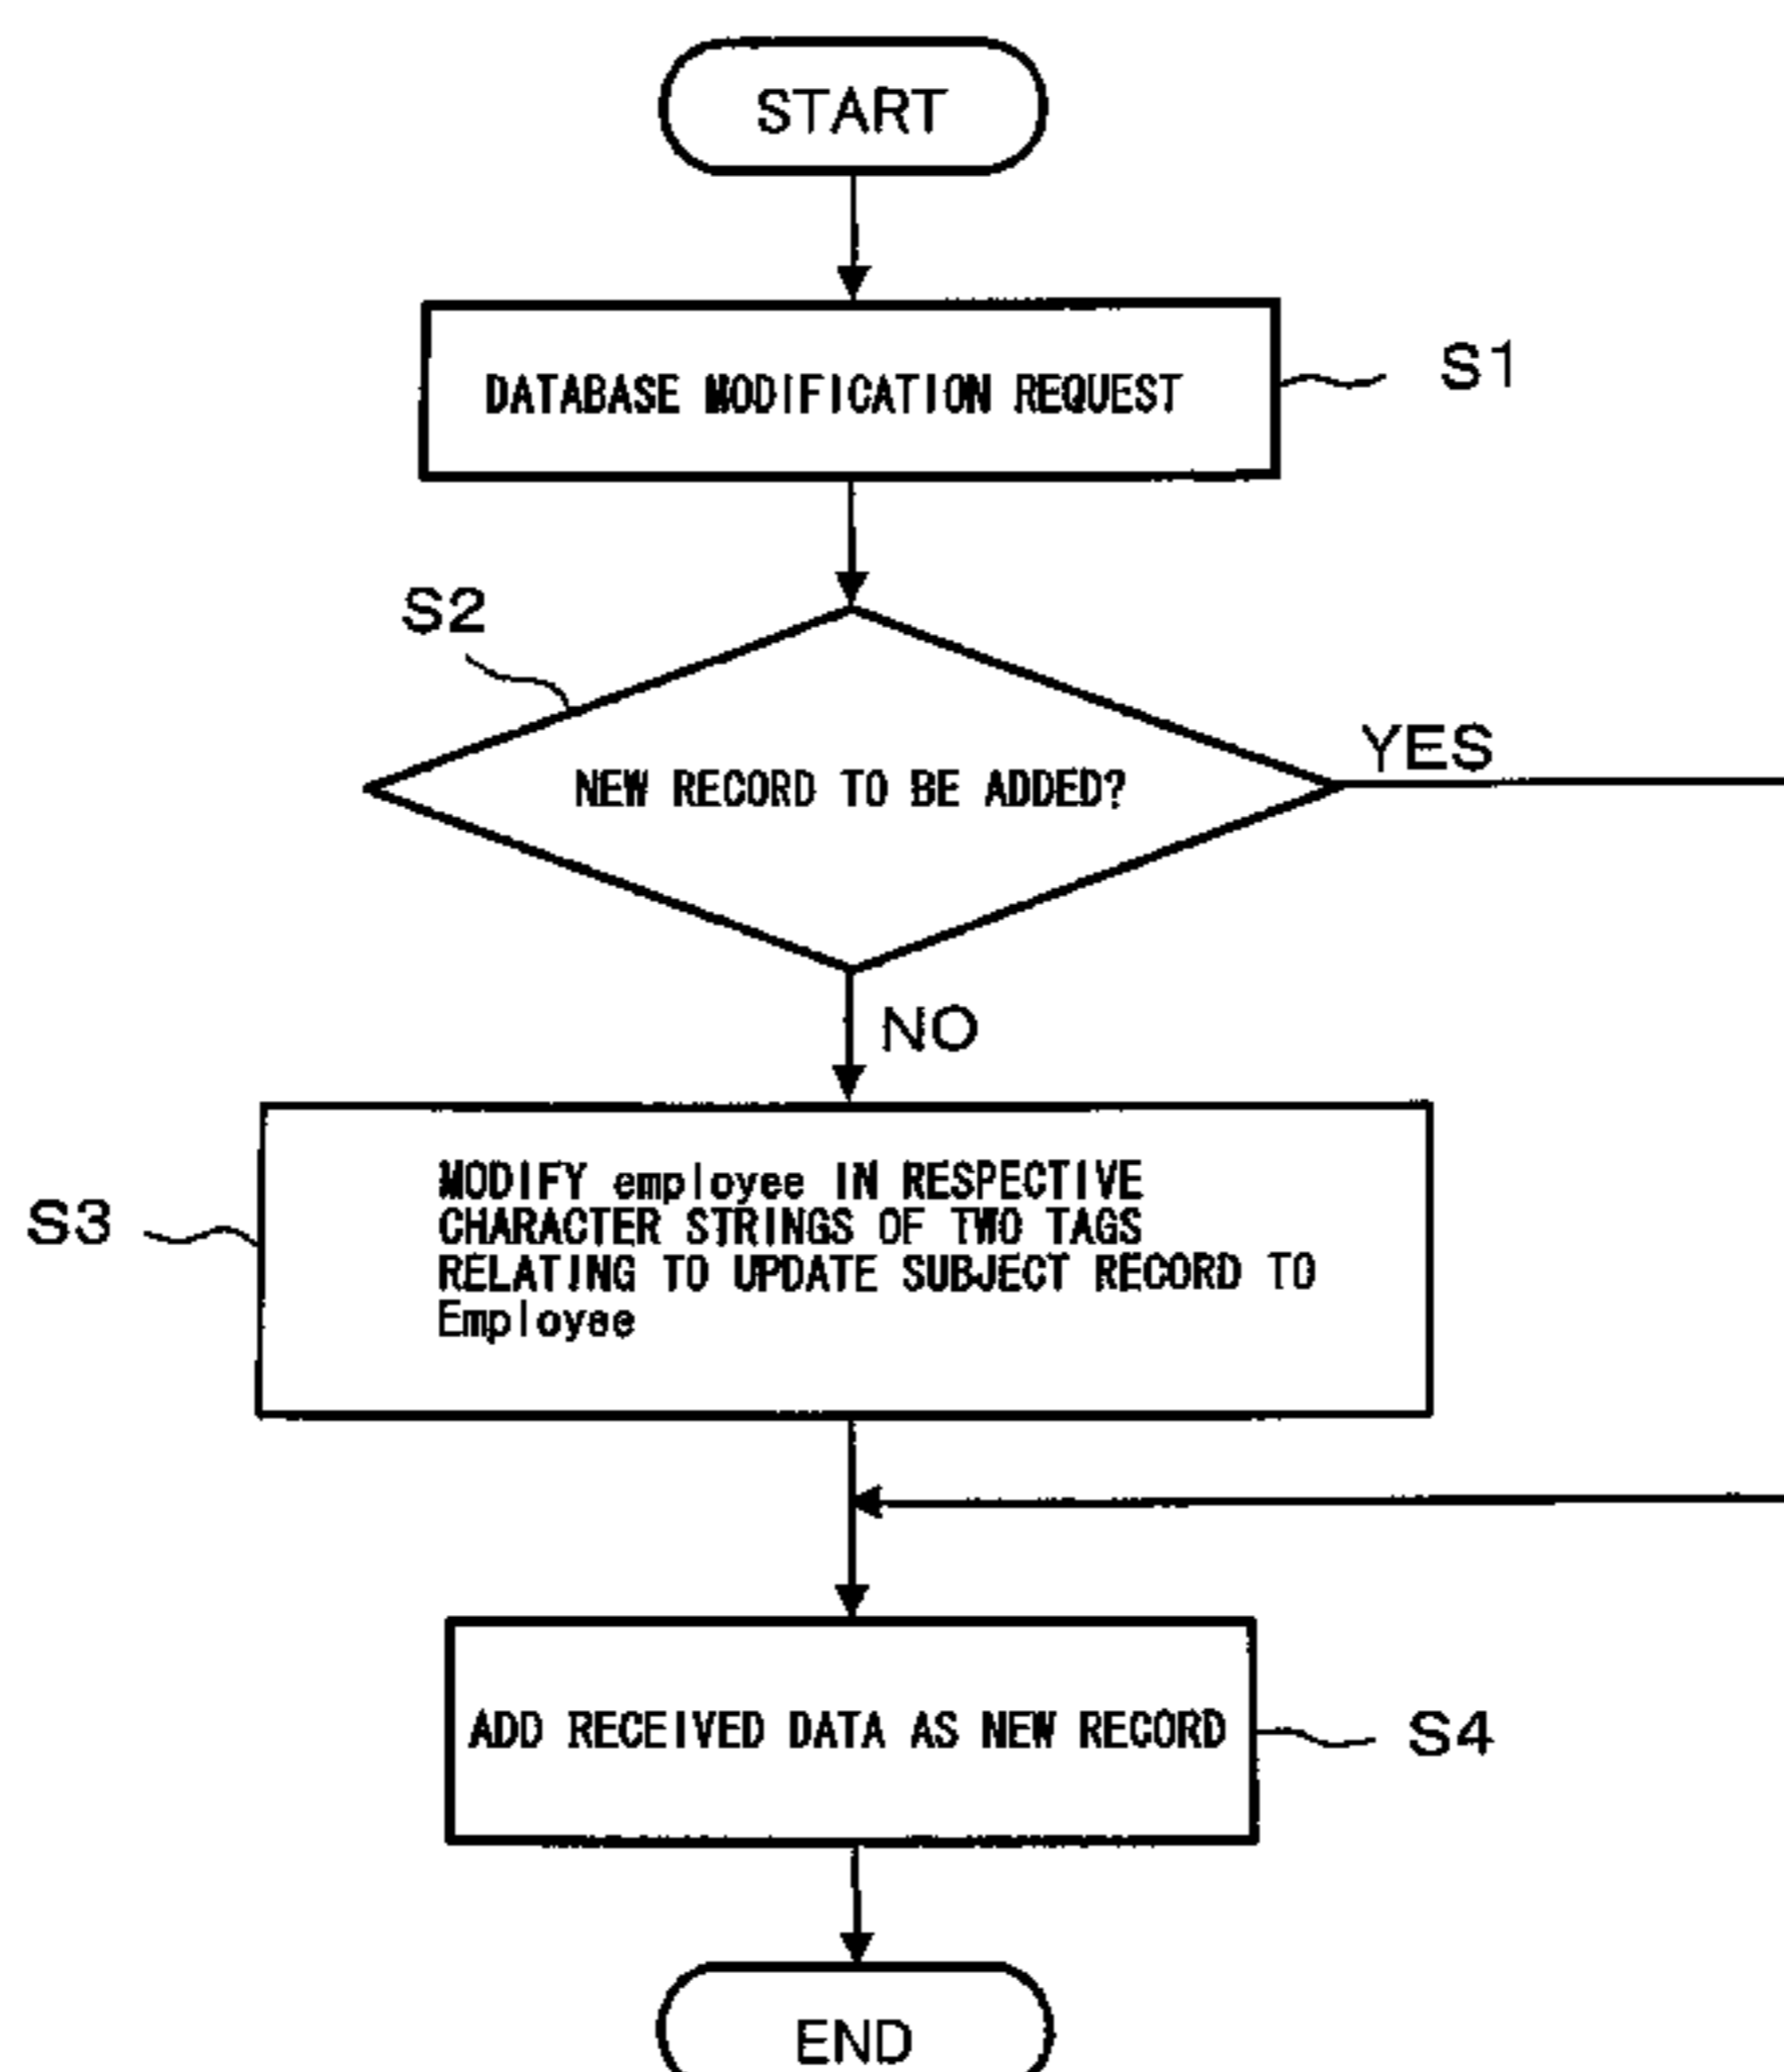 START
DATABASE MODIFICATION REQUEST
S1
S2
NEW RECORD TO BE ADDED?
YES
NO
S3
MODIFY employee IN RESPECTIVE
CHARACTER STRINGS OF TWO TAGS
RELATING TO UPDATE SUBJECT RECORD TO
Employee
ADD RECEIVED DATA AS NEW RECORD
S4
END